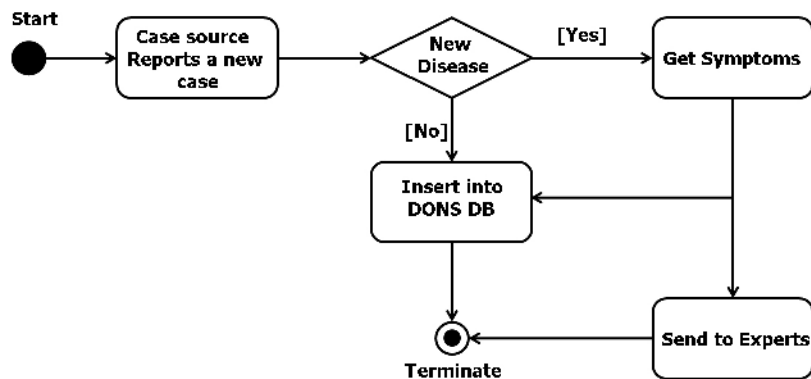 Start
Case source
Reports a new
case
New
Disease
[Yes]
Get Symptoms
[No]
Insert into
DONS DB
Send to Experts
Terminate